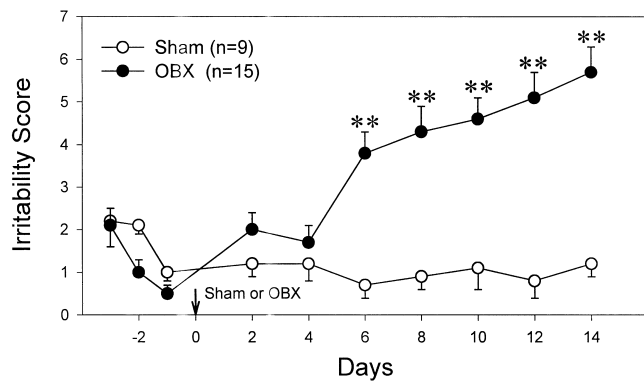 7
6
5
4
3
2
1
0
Irritability Score
Sham (n=9)
OBX (n=15)
** ** ** ** **
Sham or OBX
-2 0 2 4 6 8 10 12 14
Days